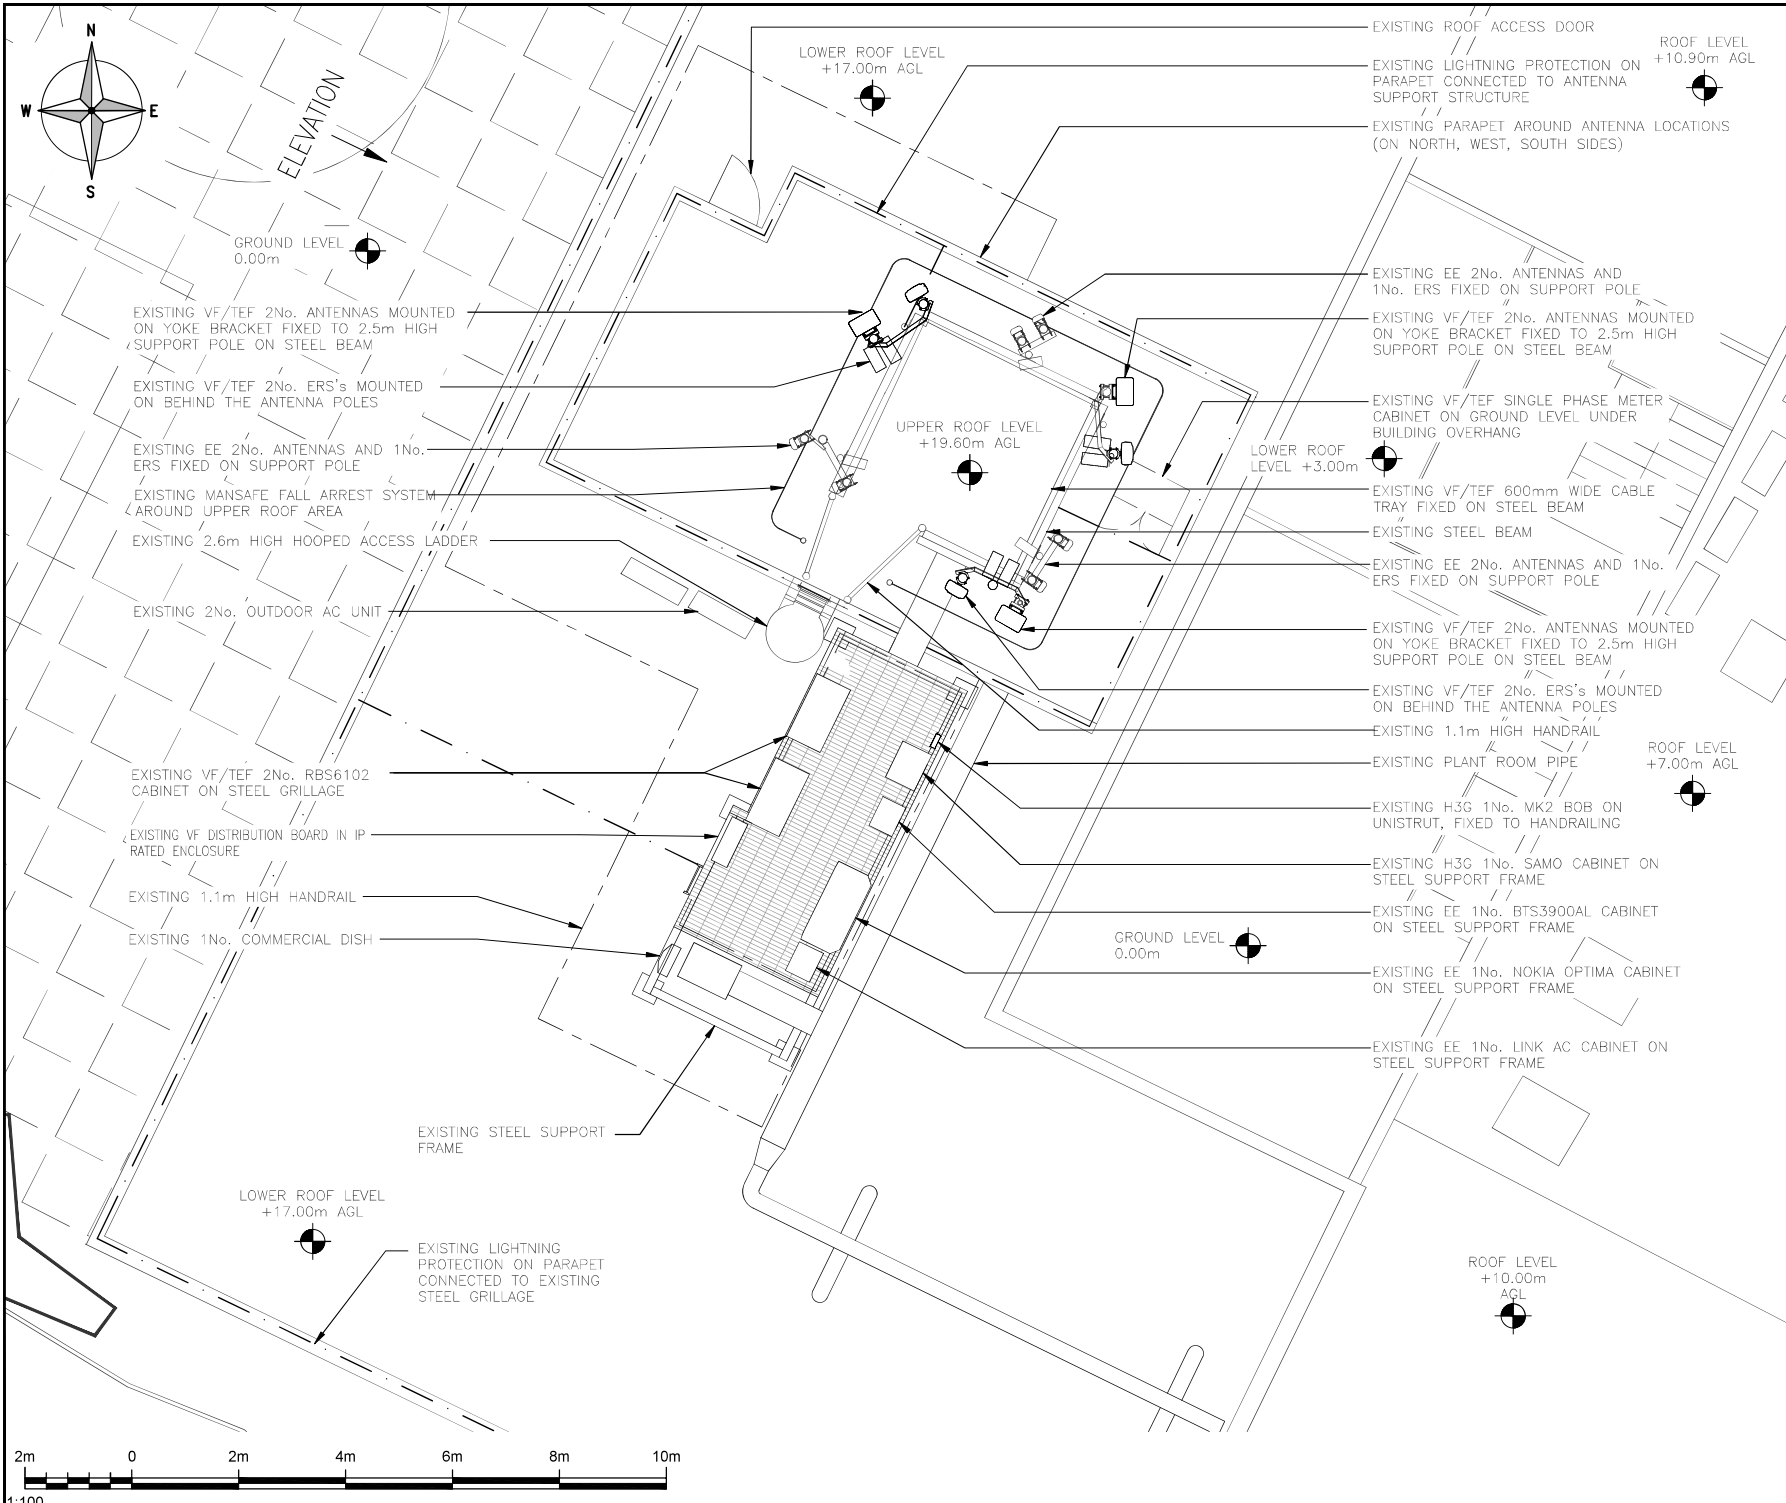 N
W
E
S
ELEVATION
LOWER ROOF LEVEL
+17.00m AGL
EXISTING ROOF ACCESS DOOR
ROOF LEVEL
+10.90m AGL
EXISTING LIGHTNING PROTECTION ON
PARAPET CONNECTED TO ANTENNA
SUPPORT STRUCTURE
EXISTING PARAPET AROUND ANTENNA LOCATIONS
(ON NORTH, WEST, SOUTH SIDES)
GROUND LEVEL
0.00m
EXISTING VF/TEF 2No. ANTENNAS MOUNTED
ON YOKE BRACKET FIXED TO 2.5m HIGH
SUPPORT POLE ON STEEL BEAM
EXISTING VF/TEF 2No. ERS's MOUNTED
ON BEHIND THE ANTENNA POLES
EXISTING EE 2No. ANTENNAS AND 1No.
ERS FIXED ON SUPPORT POLE
EXISTING MANSAFE FALL ARREST SYSTEM
AROUND UPPER ROOF AREA
EXISTING 2.6m HIGH HOOPED ACCESS LADDER
EXISTING 2No. OUTDOOR AC UNIT
EXISTING VF/TEF 2No. RBS6102
CABINET ON STEEL GRILLAGE
EXISTING VF DISTRIBUTION BOARD IN IP
RATED ENCLOSURE
EXISTING 1.1m HIGH HANDRAIL
EXISTING 1No. COMMERCIAL DISH
EXISTING STEEL SUPPORT
FRAME
LOWER ROOF LEVEL
+17.00m AGL
EXISTING LIGHTNING
PROTECTION ON PARAPET
CONNECTED TO EXISTING
STEEL GRILLAGE
UPPER ROOF LEVEL
+19.60m AGL
EXISTING EE 2No. ANTENNAS AND
1No. ERS FIXED ON SUPPORT POLE
EXISTING VF/TEF 2No. ANTENNAS MOUNTED
ON YOKE BRACKET FIXED TO 2.5m HIGH
SUPPORT POLE ON STEEL BEAM
EXISTING VF/TEF SINGLE PHASE METER
CABINET ON GROUND LEVEL UNDER
BUILDING OVERHANG
LOWER ROOF
LEVEL +3.00m
EXISTING VF/TEF 600mm WIDE CABLE
TRAY FIXED ON STEEL BEAM
EXISTING STEEL BEAM
EXISTING EE 2No. ANTENNAS AND 1No.
ERS FIXED ON SUPPORT POLE
EXISTING VF/TEF 2No. ANTENNAS MOUNTED
ON YOKE BRACKET FIXED TO 2.5m HIGH
SUPPORT POLE ON STEEL BEAM
EXISTING VF/TEF 2No. ERS's MOUNTED
ON BEHIND THE ANTENNA POLES
EXISTING 1.1m HIGH HANDRAIL
EXISTING PLANT ROOM PIPE
ROOF LEVEL
+7.00m AGL
EXISTING H3G 1No. MK2 BOB ON
UNISTRUT, FIXED TO HANDRAILING
EXISTING H3G 1No. SAMO CABINET ON
STEEL SUPPORT FRAME
EXISTING EE 1No. BTS3900AL CABINET
ON STEEL SUPPORT FRAME
GROUND LEVEL
0.00m
EXISTING EE 1No. NOKIA OPTIMA CABINET
ON STEEL SUPPORT FRAME
EXISTING EE 1No. LINK AC CABINET ON
STEEL SUPPORT FRAME
ROOF LEVEL
+10.00m
AGL
2m 0 2m 4m 6m 8m 10m
1:100